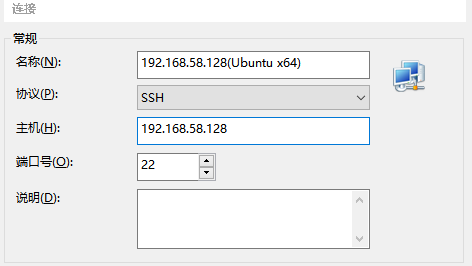 连接
常规
名称(N): 192.168.58.128(Ubuntu x64)
协议(P): SSH
主机(H): 192.168.58.128
端口号(O): 22
说明(D):